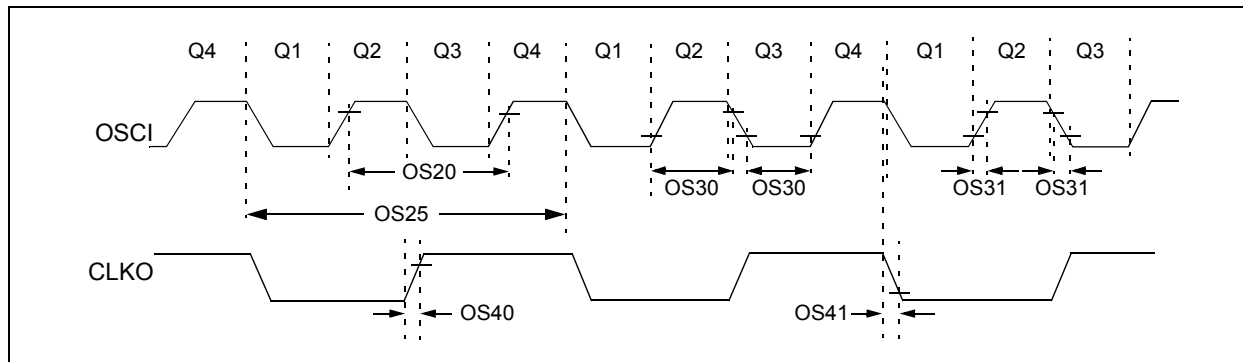 Q4 Q1 Q2 Q3 Q4 Q1 Q2 Q3 Q4 Q1 Q2 Q3
OSCI
OS20
OS30 OS30
OS31 OS31
OS25
CLKO
OS40
OS41